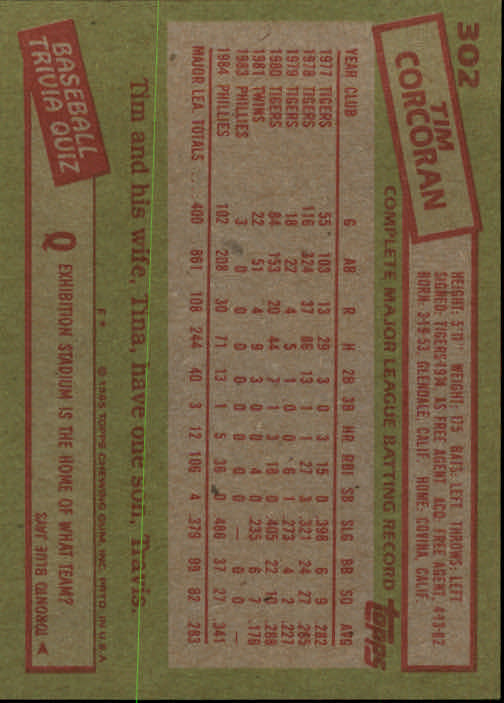 302
TIM
CORCORAN
HEIGHT: 5'11" WEIGHT: 175 BATS: LEFT THROWS: LEFT
SIGNED: TIGERS-1974 AS FREE AGENT ACQ: FREE AGENT, 4-13-82
BORN: 3-19-53 GLENDALE, CALIF. HOME: COVINA, CALIF.
COMPLETE MAJOR LEAGUE BATTING RECORD
TOPPS
YEAR CLUB G AB R H 2B 3B HR RBI SB SLG BB SO AVG
1977 TIGERS 55 103 13 29 3 0 3 15 0 .398 6 9 .282
1978 TIGERS 116 324 37 86 13 1 1 27 3 .321 24 27 .265
1979 TIGERS 18 22 4 5 1 0 0 6 1 .273 4 2 .227
1980 TIGERS 84 153 20 44 7 1 3 18 0 .405 22 10 .288
1981 TWINS 22 51 4 9 3 0 0 4 0 .235 6 7 .176
1983 PHILLIES 3 0 0 0 0 0 0 0 0 — 0 0 —
1984 PHILLIES 102 208 30 71 13 1 5 36 0 .486 37 27 .341
MAJOR LEA. TOTALS ... 400 861 108 244 40 3 12 106 4 .379 99 82 .283
Tim and his wife, Tina, have one son, Travis.
F* © 1985 TOPPS CHEWING GUM, INC. PRTD. IN U.S.A.
BASEBALL
TRIVIA QUIZ
Q EXHIBITION STADIUM IS THE HOME OF WHAT TEAM?
TORONTO BLUE JAYS